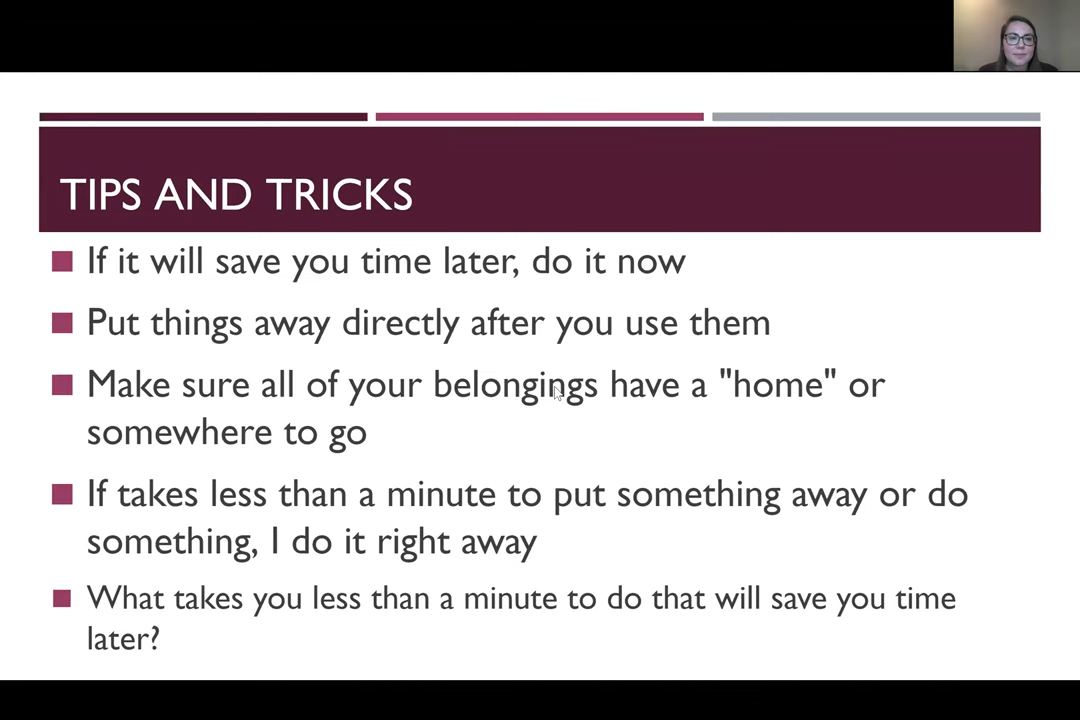 TIPS AND TRICKS
If it will save you time later, do it now
Put things away directly after you use them
Make sure all of your belongings have a "home" or
somewhere to go
If takes less than a minute to put something away or do
something, I do it right away
What takes you less than a minute to do that will save you time
later?